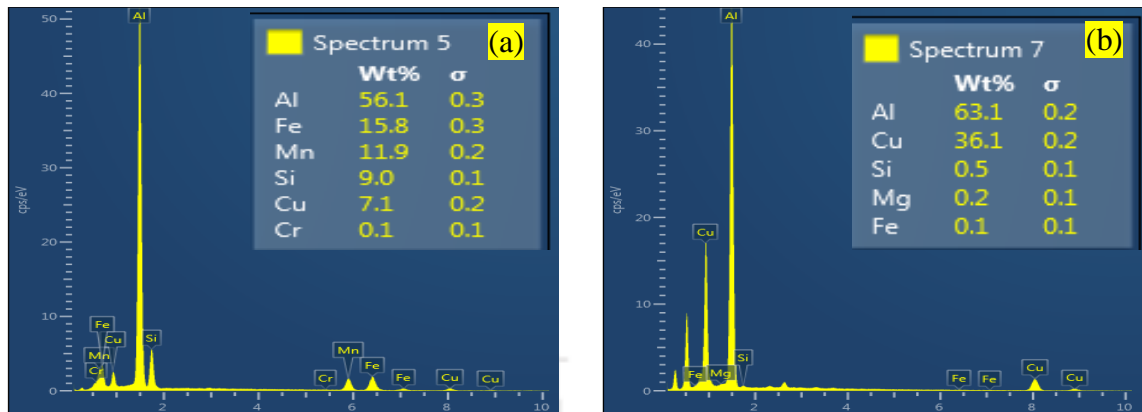 50
40
30
20
10
0
cps/eV
Al
Fe
Cu
Mn
Cr
Si
Cr
Mn
Fe
Fe
Cu
Cu
2
4
6
8
10
Spectrum 5
(a)
Wt% σ
Al 56.1 0.3
Fe 15.8 0.3
Mn 11.9 0.2
Si 9.0 0.1
Cu 7.1 0.2
Cr 0.1 0.1
40
30
20
10
0
cps/eV
Al
Cu
Fe
Mg
Si
Fe
Fe
Cu
Cu
2
4
6
8
10
Spectrum 7
(b)
Wt% σ
Al 63.1 0.2
Cu 36.1 0.2
Si 0.5 0.1
Mg 0.2 0.1
Fe 0.1 0.1